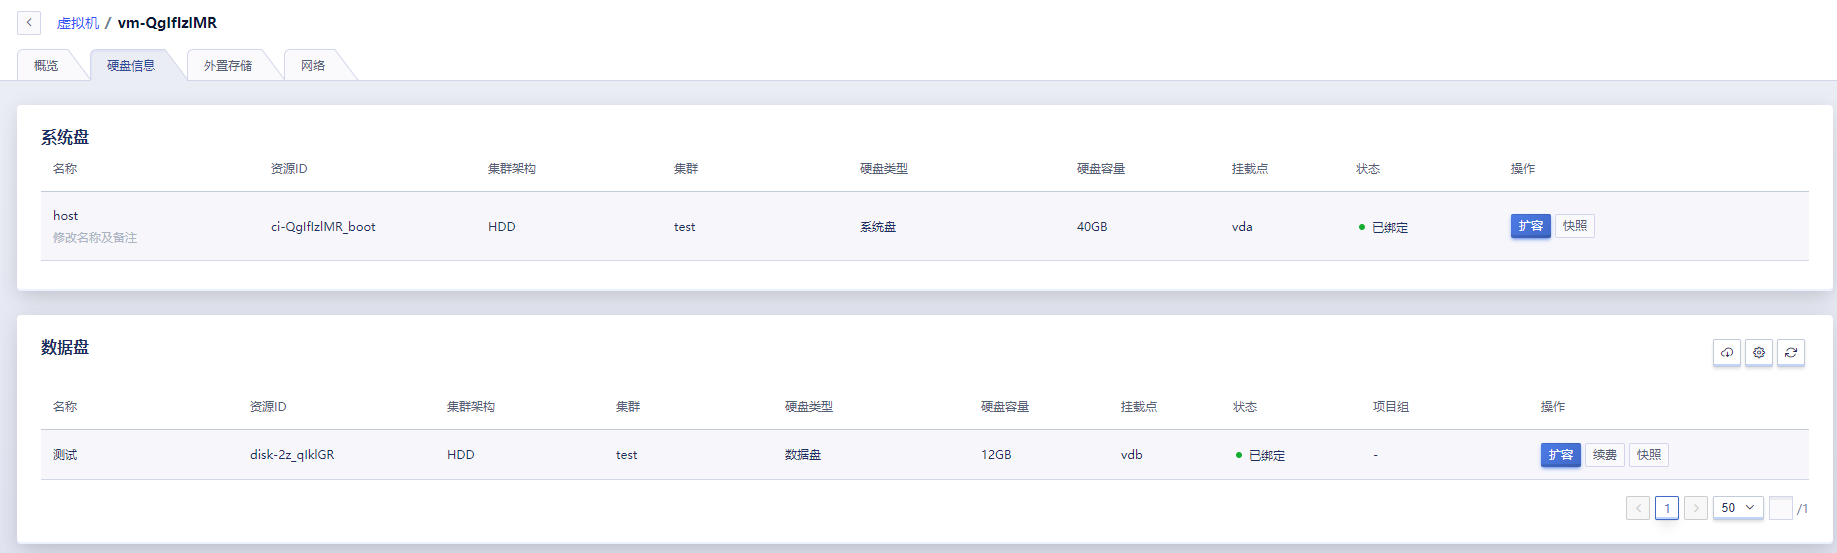 虚拟机 / vm-QgIfIzlMR
概览 硬盘信息 外置存储 网络
系统盘
名称 资源ID 集群架构 集群 硬盘类型 硬盘容量 挂载点 状态 操作
host
修改名称及备注
ci-QgIfIzlMR_boot HDD test 系统盘 40GB vda 已绑定 扩容 快照
数据盘
名称 资源ID 集群架构 集群 硬盘类型 硬盘容量 挂载点 状态 项目组 操作
测试 disk-2z_qIklGR HDD test 数据盘 12GB vdb 已绑定 - 扩容 续费 快照
1 50 /1